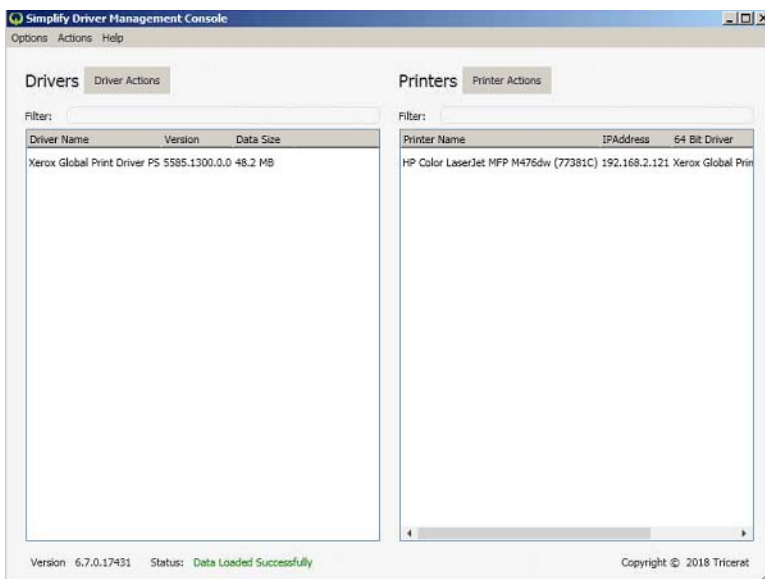 Simplify Driver Management Console
Options Actions Help
Drivers Driver Actions
Filter:
Driver Name Version Data Size
Xerox Global Print Driver PS 5585.1300.0.0 48.2 MB
Printers Printer Actions
Filter:
Printer Name IPAddress 64 Bit Driver
HP Color LaserJet MFP M476dw (77381C) 192.168.2.121 Xerox Global Prin
Version 6.7.0.17431 Status: Data Loaded Successfully
Copyright © 2018 Tricerat